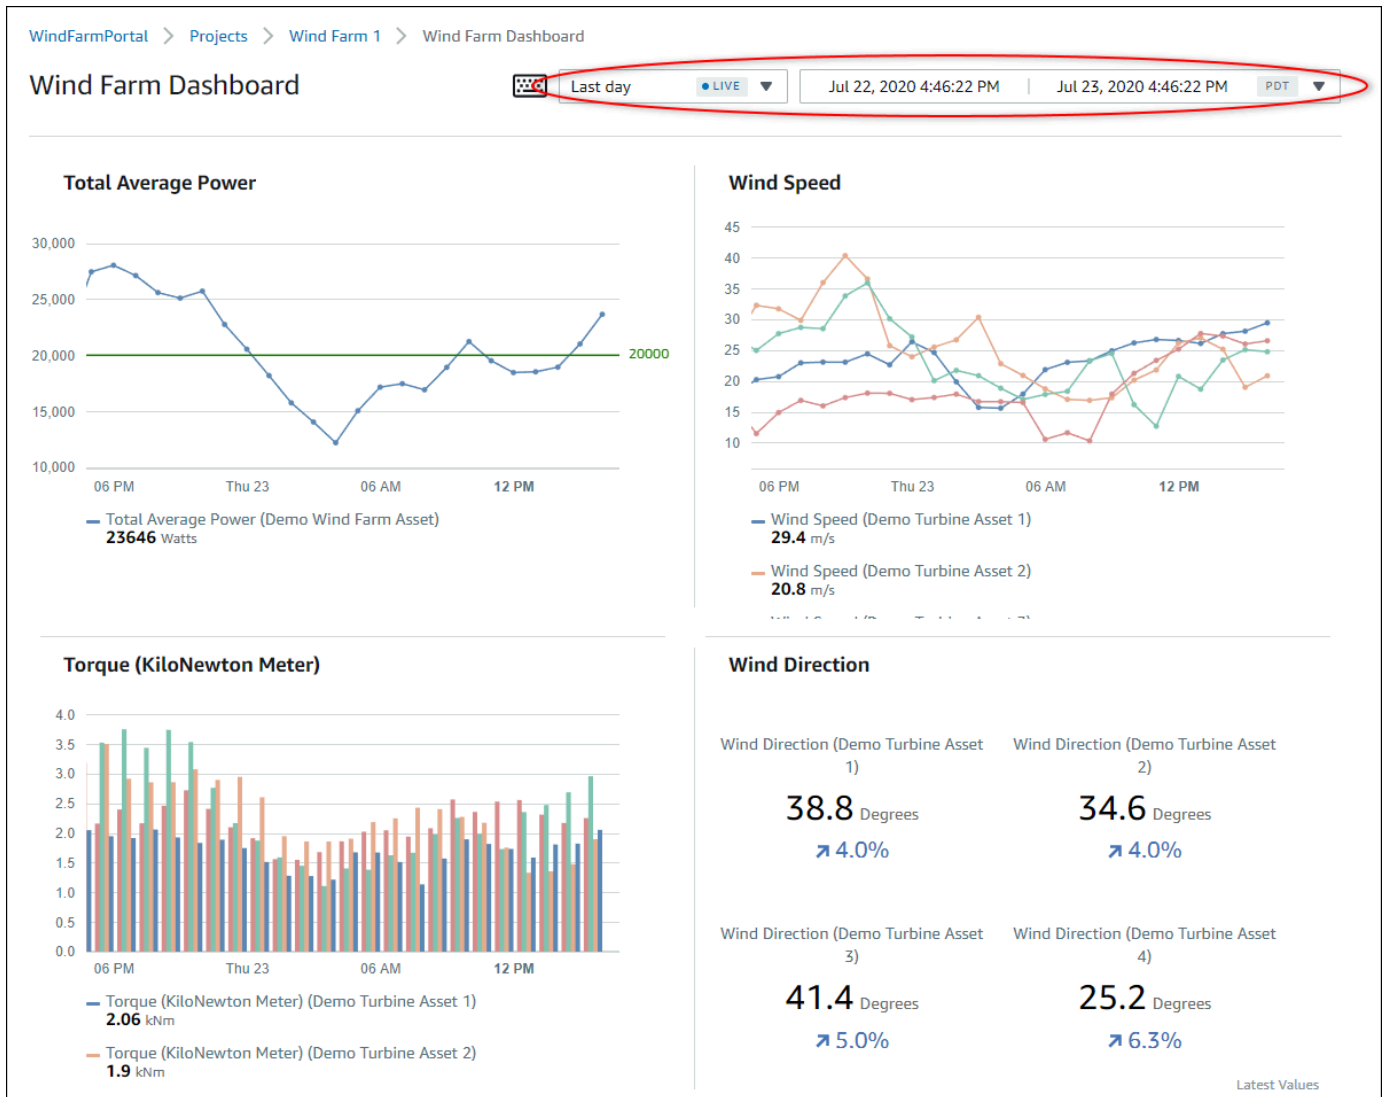 WindFarmPortal > Projects > Wind Farm 1 > Wind Farm Dashboard
Wind Farm Dashboard
Last day LIVE
Jul 22, 2020 4:46:22 PM | Jul 23, 2020 4:46:22 PM PDT
Total Average Power
30,000
25,000
20,000
15,000
10,000
20000
06 PM Thu 23 06 AM 12 PM
Total Average Power (Demo Wind Farm Asset)
23646 Watts
Wind Speed
45
40
35
30
25
20
15
10
06 PM Thu 23 06 AM 12 PM
Wind Speed (Demo Turbine Asset 1)
29.4 m/s
Wind Speed (Demo Turbine Asset 2)
20.8 m/s
Torque (KiloNewton Meter)
4.0
3.5
3.0
2.5
2.0
1.5
1.0
0.5
0.0
06 PM Thu 23 06 AM 12 PM
Torque (KiloNewton Meter) (Demo Turbine Asset 1)
2.06 kNm
Torque (KiloNewton Meter) (Demo Turbine Asset 2)
1.9 kNm
Wind Direction
Wind Direction (Demo Turbine Asset
1)
38.8 Degrees
4.0%
Wind Direction (Demo Turbine Asset
2)
34.6 Degrees
4.0%
Wind Direction (Demo Turbine Asset
3)
41.4 Degrees
5.0%
Wind Direction (Demo Turbine Asset
4)
25.2 Degrees
6.3%
Latest Values